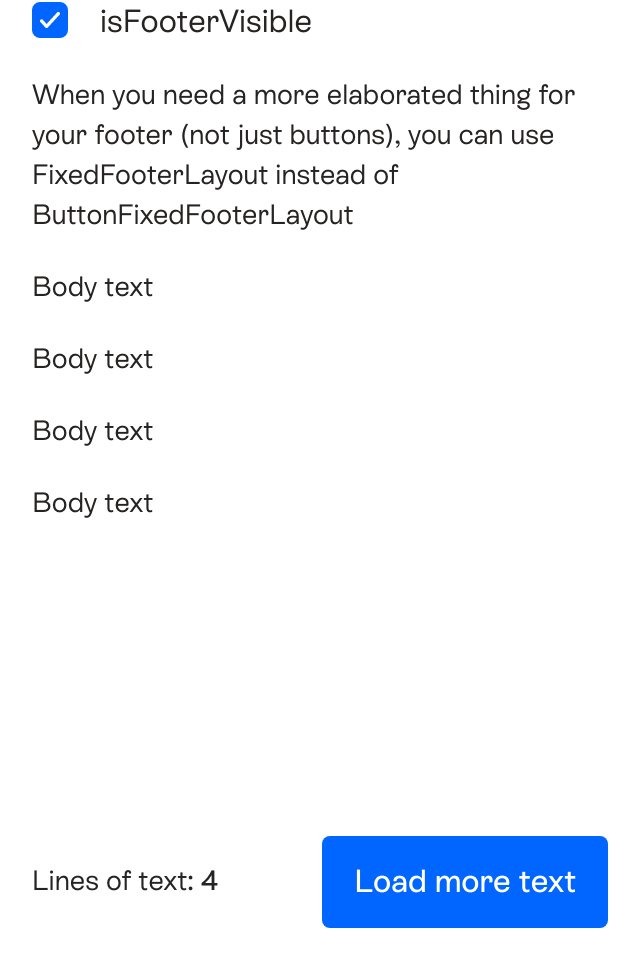 isFooterVisible
When you need a more elaborated thing for
your footer (not just buttons), you can use
FixedFooterLayout instead of
ButtonFixedFooterLayout
Body text
Body text
Body text
Body text
Lines of text: 4
Load more text